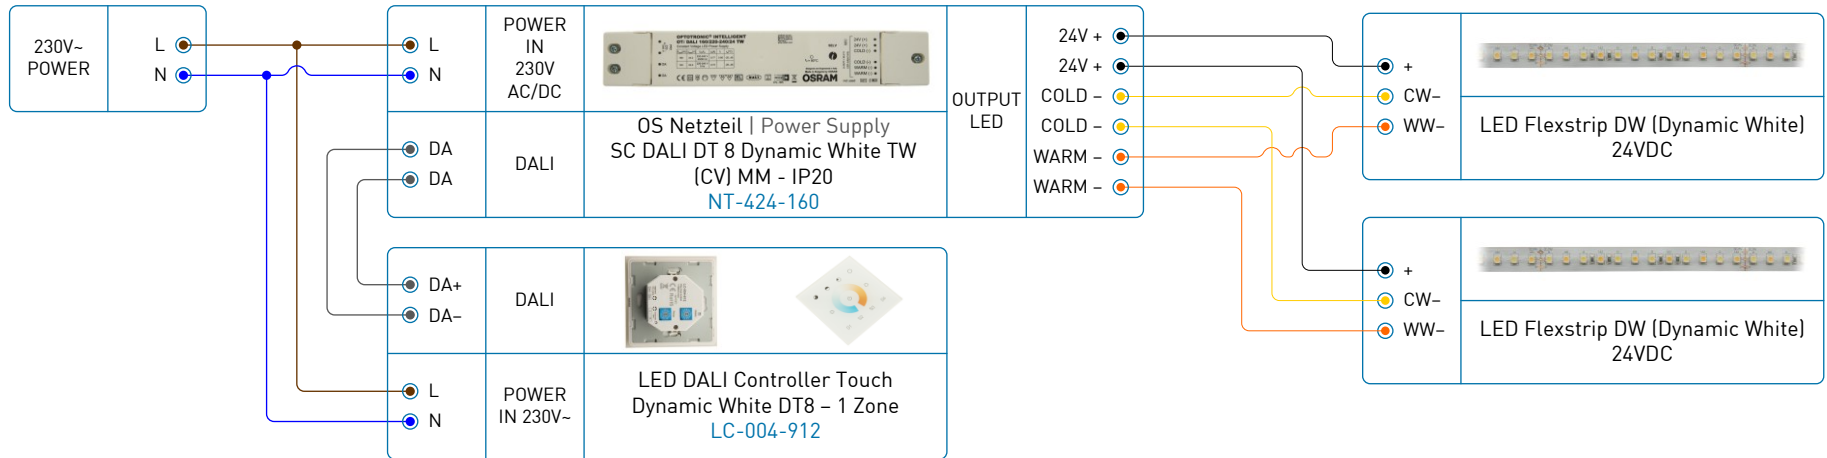 230V~
POWER
L
N
L
N
POWER
IN
230V
AC/DC
OPTOTRONIC® INTELLIGENT
OSRAM
DA
DA
DALI
OS Netzteil | Power Supply
SC DALI DT 8 Dynamic White TW
(CV) MM - IP20
NT-424-160
OUTPUT
LED
24V +
24V +
COLD –
COLD –
WARM –
WARM –
DA+
DA–
DALI
L
N
POWER
IN 230V~
LED DALI Controller Touch
Dynamic White DT8 – 1 Zone
LC-004-912
+
CW–
WW–
LED Flexstrip DW (Dynamic White)
24VDC
+
CW–
WW–
LED Flexstrip DW (Dynamic White)
24VDC